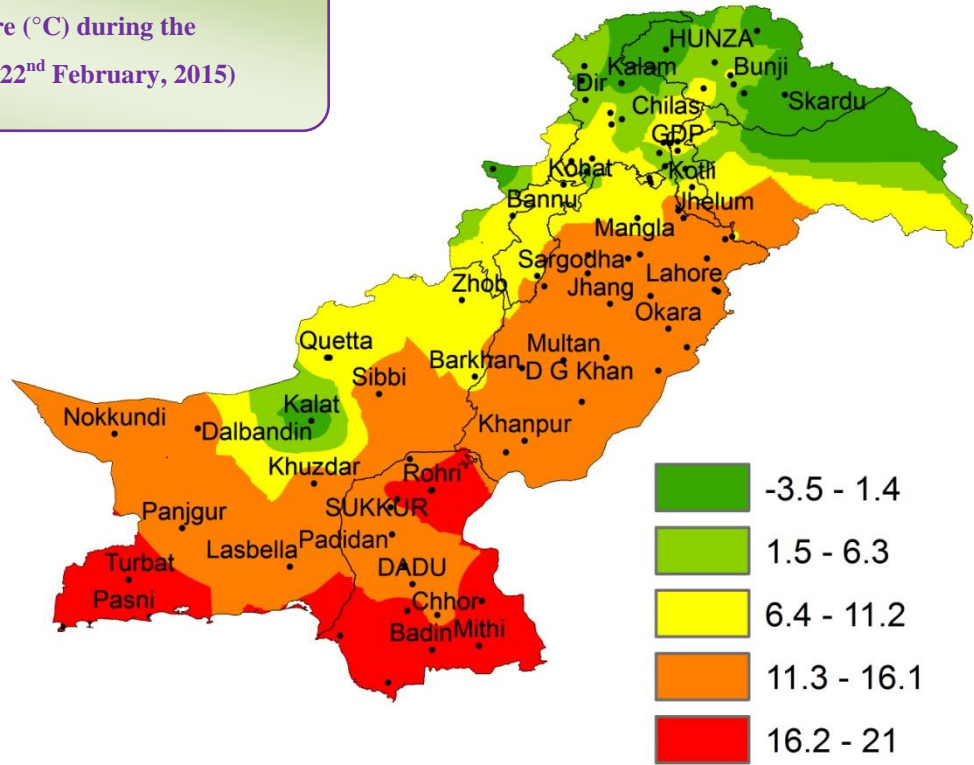 re (°C) during the
22nd February, 2015)
HUNZA
Kalam
Bunji
Dir
Skardu
Chilas
GDP
Kohat
Kotli
Bannu
Jhelum
Mangla
Sargodha
Lahore
Zhob
Jhang
Okara
Quetta
Multan
Barkhan
D G Khan
Sibbi
Kalat
Nokkundi
Dalbandin
Khanpur
Khuzdar
Rohri
SUKKUR
Panjgur
Padidan
Lasbella
Turbat
DADU
Pasni
Chhor
Badin
Mithi
-3.5 - 1.4
1.5 - 6.3
6.4 - 11.2
11.3 - 16.1
16.2 - 21